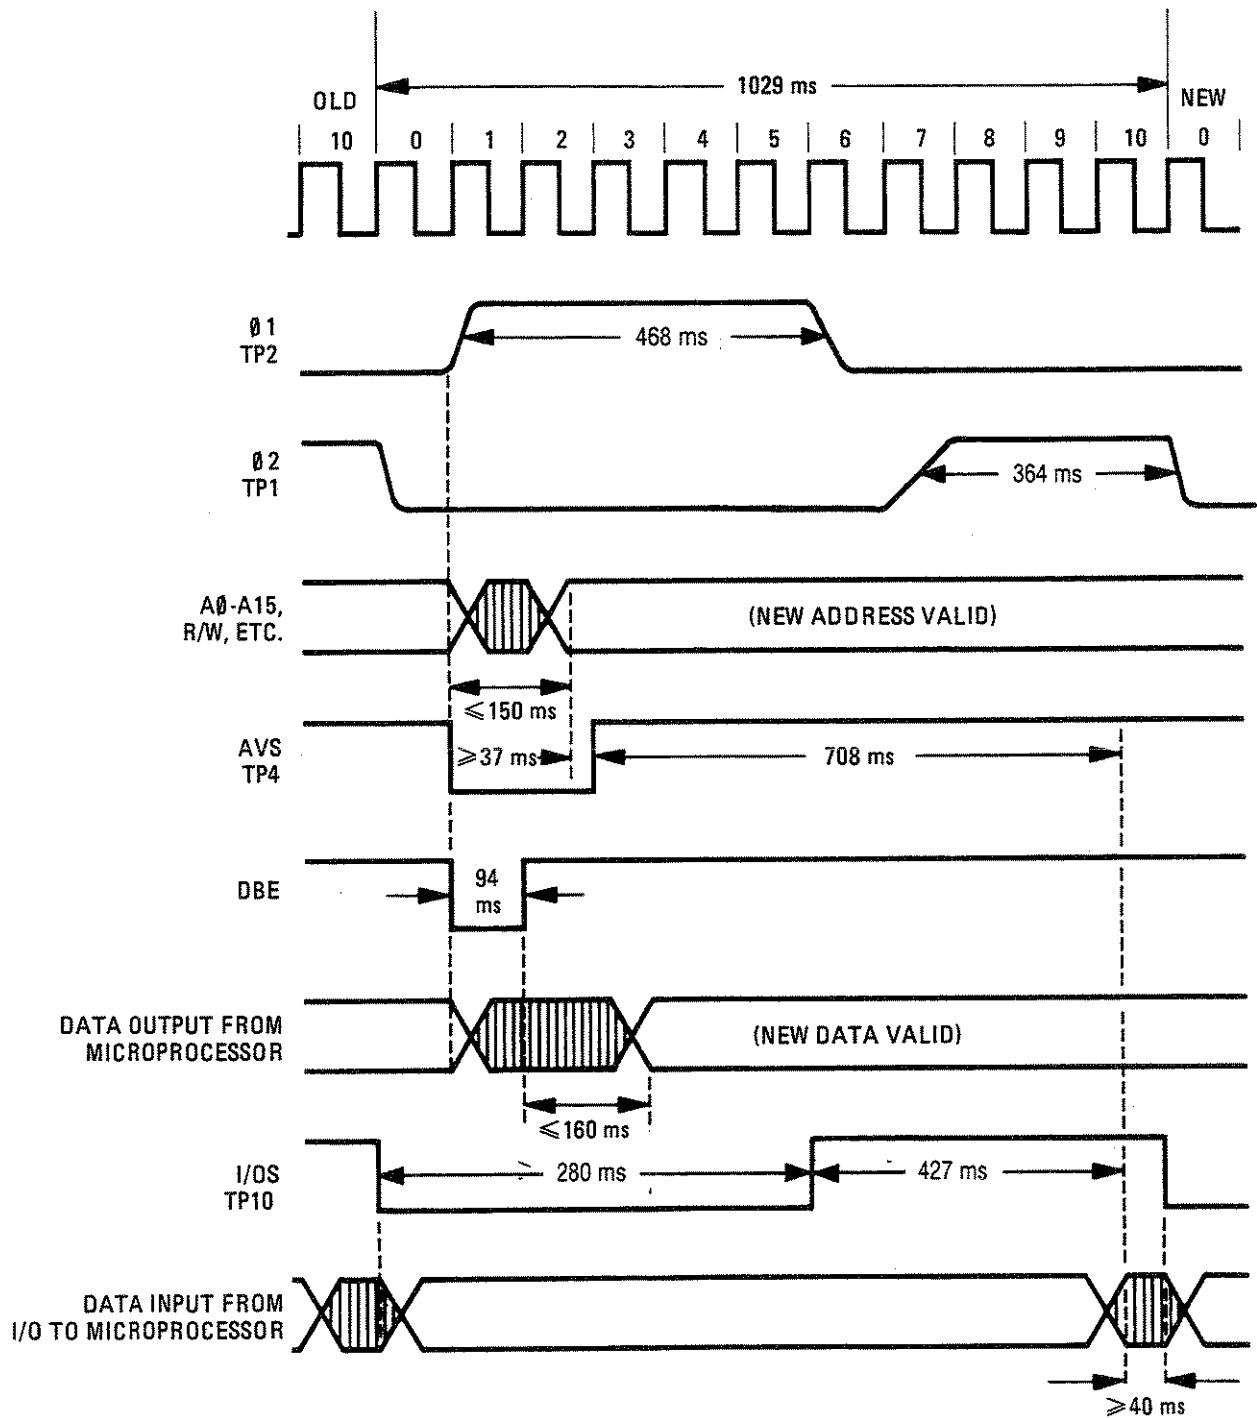 1029 ms
OLD
NEW
10 0 1 2 3 4 5 6 7 8 9 10 0
Ø1
TP2
468 ms
Ø2
TP1
364 ms
AØ-A15,
R/W, ETC.
(NEW ADDRESS VALID)
⩽150 ms
AVS
TP4
⩾37 ms
708 ms
DBE
94
ms
DATA OUTPUT FROM
MICROPROCESSOR
(NEW DATA VALID)
⩽160 ms
I/OS
TP10
280 ms
427 ms
DATA INPUT FROM
I/O TO MICROPROCESSOR
⩾40 ms